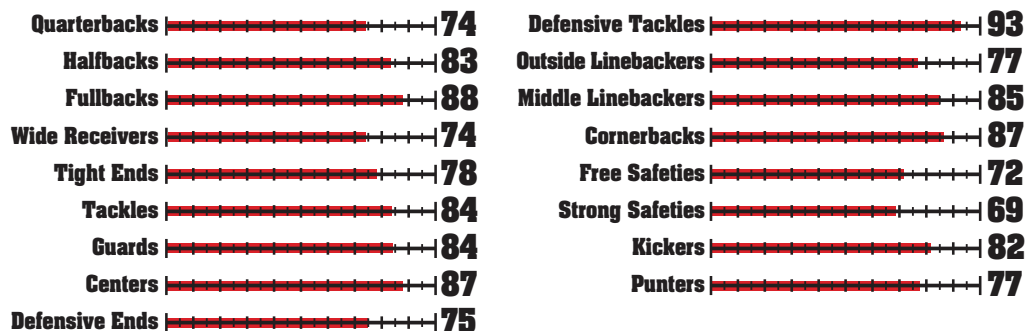 Quarterbacks 74
Halfbacks 83
Fullbacks 88
Wide Receivers 74
Tight Ends 78
Tackles 84
Guards 84
Centers 87
Defensive Ends 75
Defensive Tackles 93
Outside Linebackers 77
Middle Linebackers 85
Cornerbacks 87
Free Safeties 72
Strong Safeties 69
Kickers 82
Punters 77